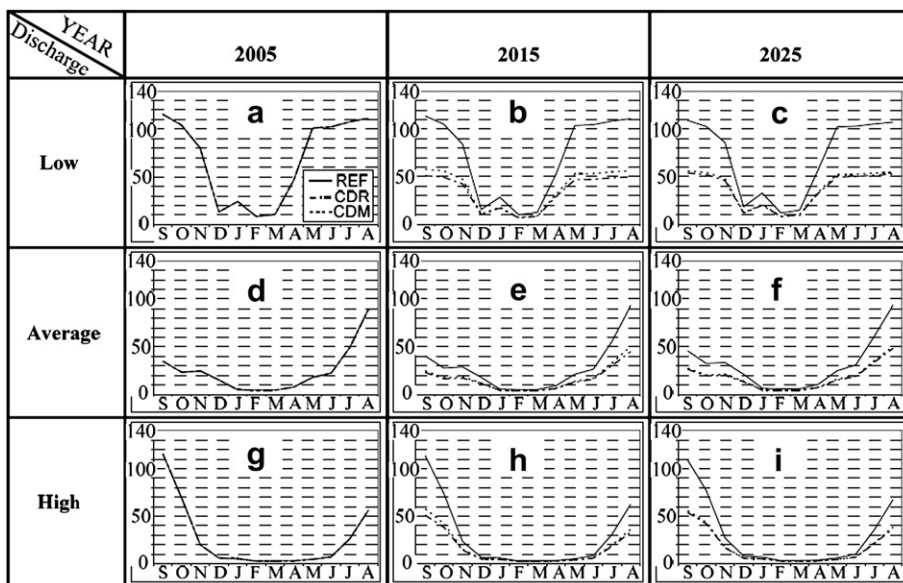 YEAR
Discharge
2005
2015
2025
Low
140
a
100
50
0
REF
CDR
CDM
S O N D J F M A M J J A
140
b
100
50
0
S O N D J F M A M J J A
140
c
100
50
0
S O N D J F M A M J J A
Average
140
d
100
50
0
S O N D J F M A M J J A
140
e
100
50
0
S O N D J F M A M J J A
140
f
100
50
0
S O N D J F M A M J J A
High
140
g
100
50
0
S O N D J F M A M J J A
140
h
100
50
0
S O N D J F M A M J J A
140
i
100
50
0
S O N D J F M A M J J A